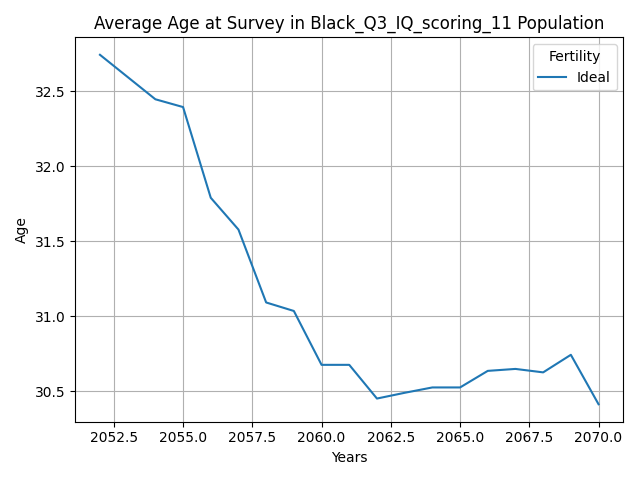 Average Age at Survey in Black_Q3_IQ_scoring_11 Population
Fertility
Ideal
Age
32.5
32.0
31.5
31.0
30.5
2052.5 2055.0 2057.5 2060.0 2062.5 2065.0 2067.5 2070.0
Years